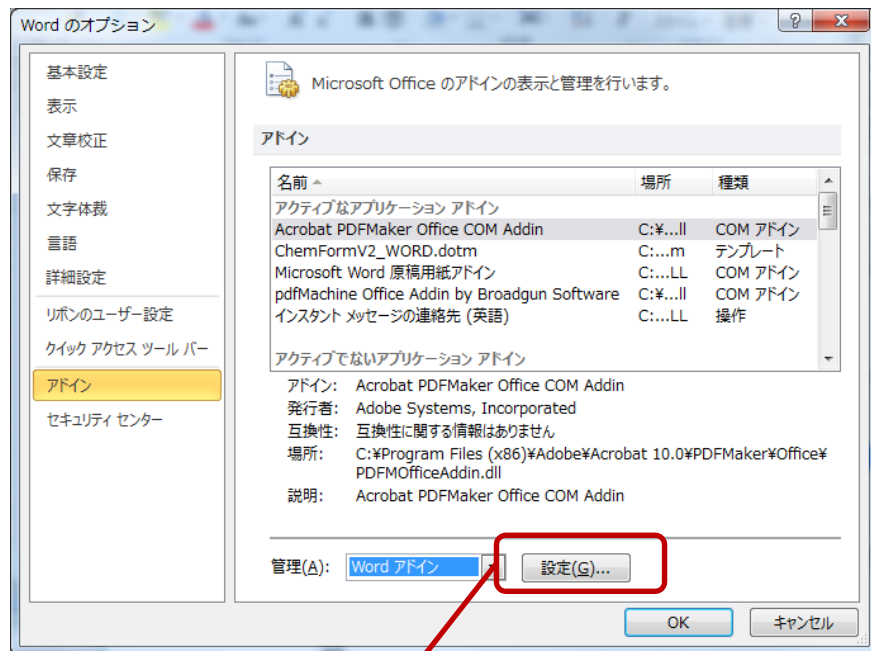 Word のオプション
基本設定
表示
文章校正
保存
文字体裁
言語
詳細設定
リボンのユーザー設定
クイック アクセス ツール バー
アドイン
セキュリティ センター
Microsoft Office のアドインの表示と管理を行います。
アドイン
名前 場所 種類
アクティブなアプリケーション アドイン
Acrobat PDFMaker Office COM Addin C:¥...ll COM アドイン
ChemFormV2_WORD.dotm C:...m テンプレート
Microsoft Word 原稿用紙アドイン C:...LL COM アドイン
pdfMachine Office Addin by Broadgun Software C:¥...ll COM アドイン
インスタント メッセージの連絡先 (英語) C:...LL 操作
アクティブでないアプリケーション アドイン
アドイン: Acrobat PDFMaker Office COM Addin
発行者: Adobe Systems, Incorporated
互換性: 互換性に関する情報はありません
場所: C:¥Program Files (x86)¥Adobe¥Acrobat 10.0¥PDFMaker¥Office¥
PDFMOfficeAddin.dll
説明: Acrobat PDFMaker Office COM Addin
管理(A): Word アドイン 設定(G)...
OK キャンセル